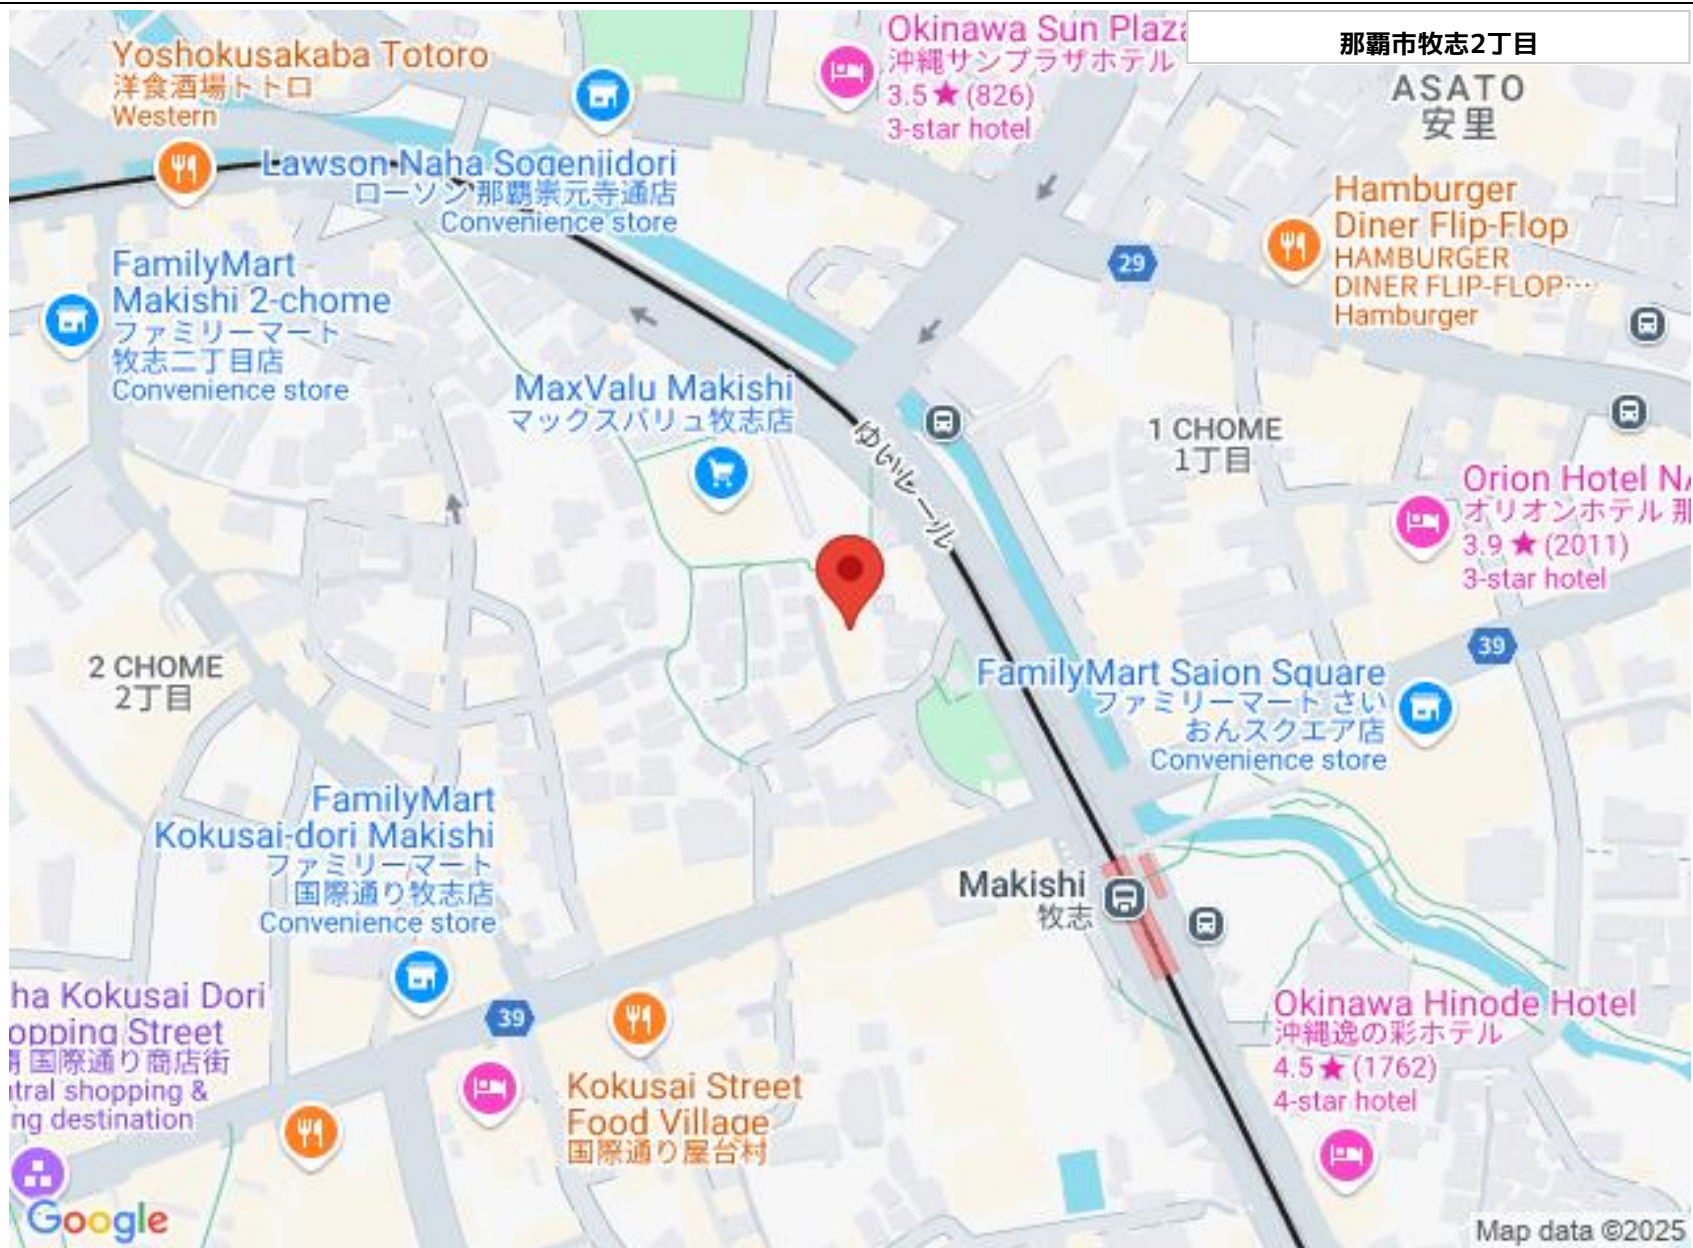 那覇市牧志2丁目
Yoshokusakaba Totoro
洋食酒場トトロ
Western
Okinawa Sun Plaza
沖縄サンプラザホテル
3.5★(826)
3-star hotel
ASATO
安里
Lawson Naha Sogenjidori
ローソン 那覇崇元寺通店
Convenience store
Hamburger
Diner Flip-Flop
HAMBURGER
DINER FLIP-FLOP…
Hamburger
29
FamilyMart
Makishi 2-chome
ファミリーマート
牧志二丁目店
Convenience store
MaxValu Makishi
マックスバリュ牧志店
ゆいレール
1 CHOME
1丁目
Orion Hotel NA
オリオンホテル 那
3.9★(2011)
3-star hotel
39
2 CHOME
2丁目
FamilyMart Saion Square
ファミリーマート さい
おんスクエア店
Convenience store
FamilyMart
Kokusai-dori Makishi
ファミリーマート
国際通り牧志店
Convenience store
Makishi
牧志
ha Kokusai Dori
opping Street
国際通り商店街
ntral shopping &
ng destination
39
Kokusai Street
Food Village
国際通り屋台村
Okinawa Hinode Hotel
沖縄逸の彩ホテル
4.5★(1762)
4-star hotel
Google
Map data ©2025